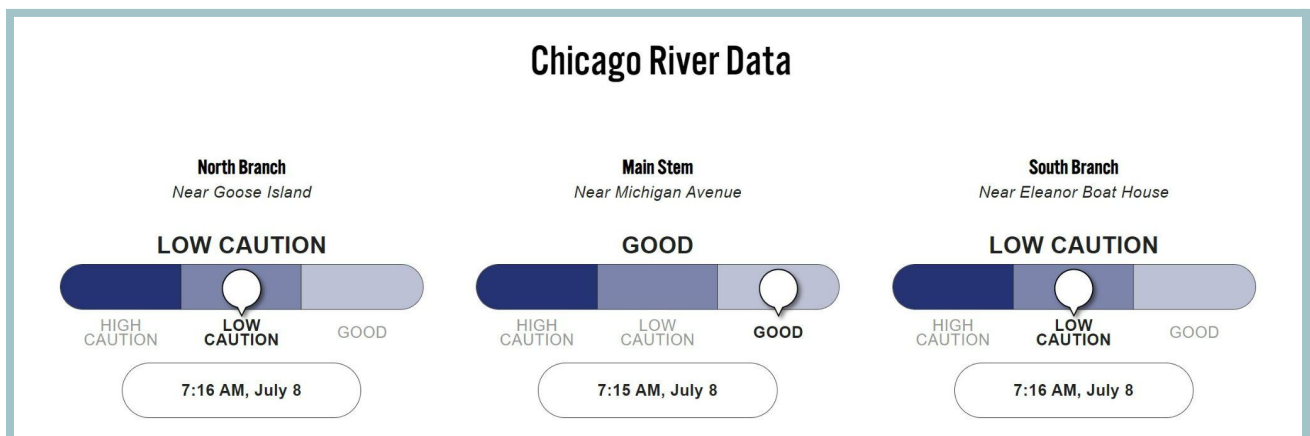 Chicago River Data
North Branch
Near Goose Island
LOW CAUTION
HIGH
CAUTION
LOW
CAUTION
GOOD
7:16 AM, July 8
Main Stem
Near Michigan Avenue
GOOD
HIGH
CAUTION
LOW
CAUTION
GOOD
7:15 AM, July 8
South Branch
Near Eleanor Boat House
LOW CAUTION
HIGH
CAUTION
LOW
CAUTION
GOOD
7:16 AM, July 8